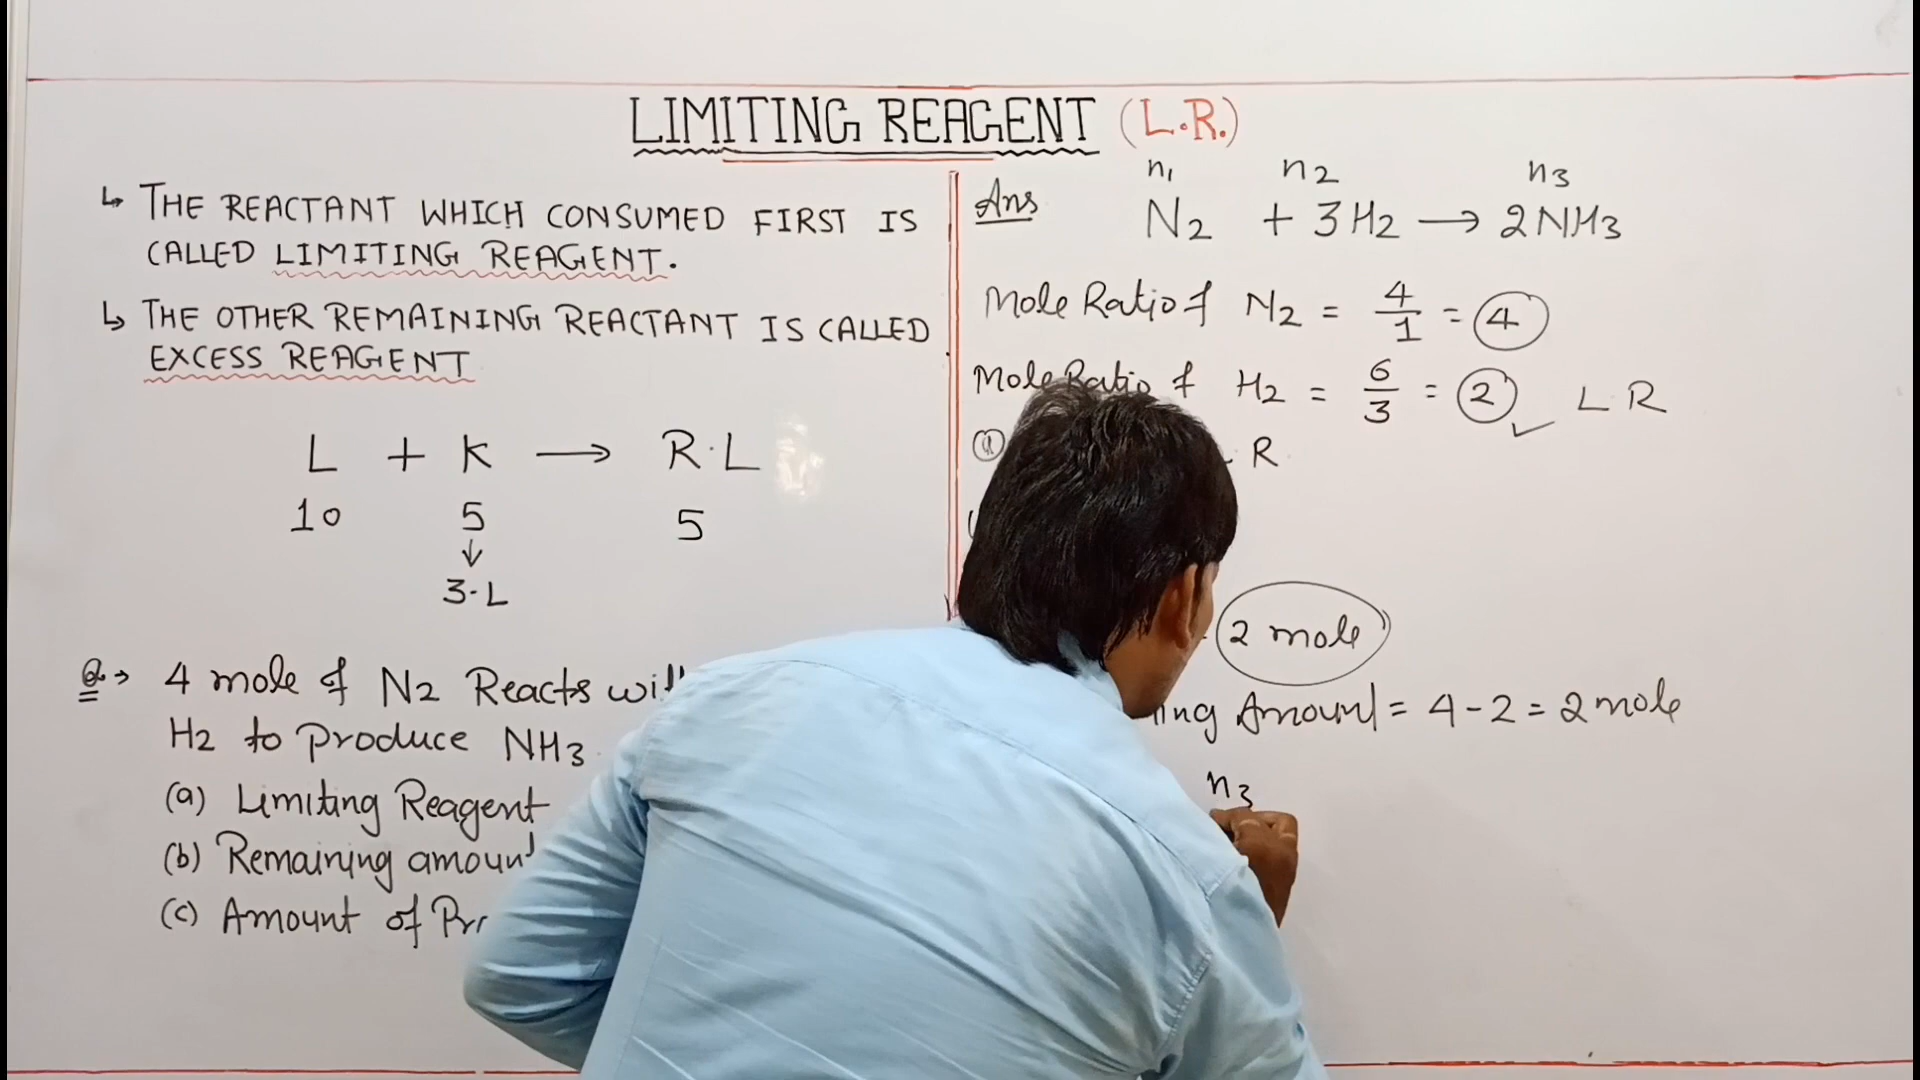 LIMITING REAGENT (L.R.)
↳ THE REACTANT WHICH CONSUMED FIRST IS
CALLED LIMITING REAGENT.
↳ THE OTHER REMAINING REACTANT IS CALLED
EXCESS REAGENT
L + K → R.L
10 5 5
↓
3.L
Q. → 4 mole of N2 Reacts
H2 to produce NH3
(a) Limiting Reagent
(b) Remaining amount
(c) Amount of
Ans
n1 n2 n3
N2 + 3H2 → 2NH3
Mole Ratio of N2 = 4/1 = 4
Mole Ratio of H2 = 6/3 = 2 ✓ L R
R
2 mole
Amount = 4 - 2 = 2 mole
n3